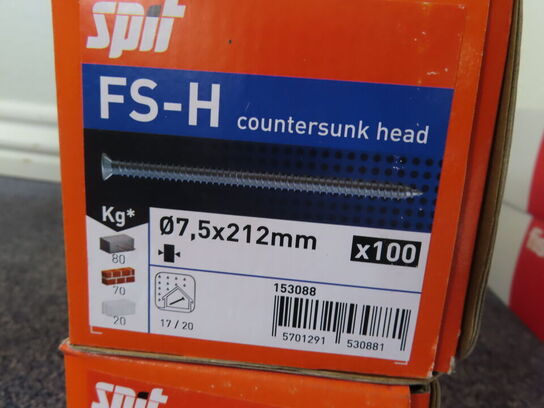 spit
FS-H countersunk head
Kg*
80
70
20
Ø7,5x212mm
x100
17 / 20
153088
5701291 530881
spit